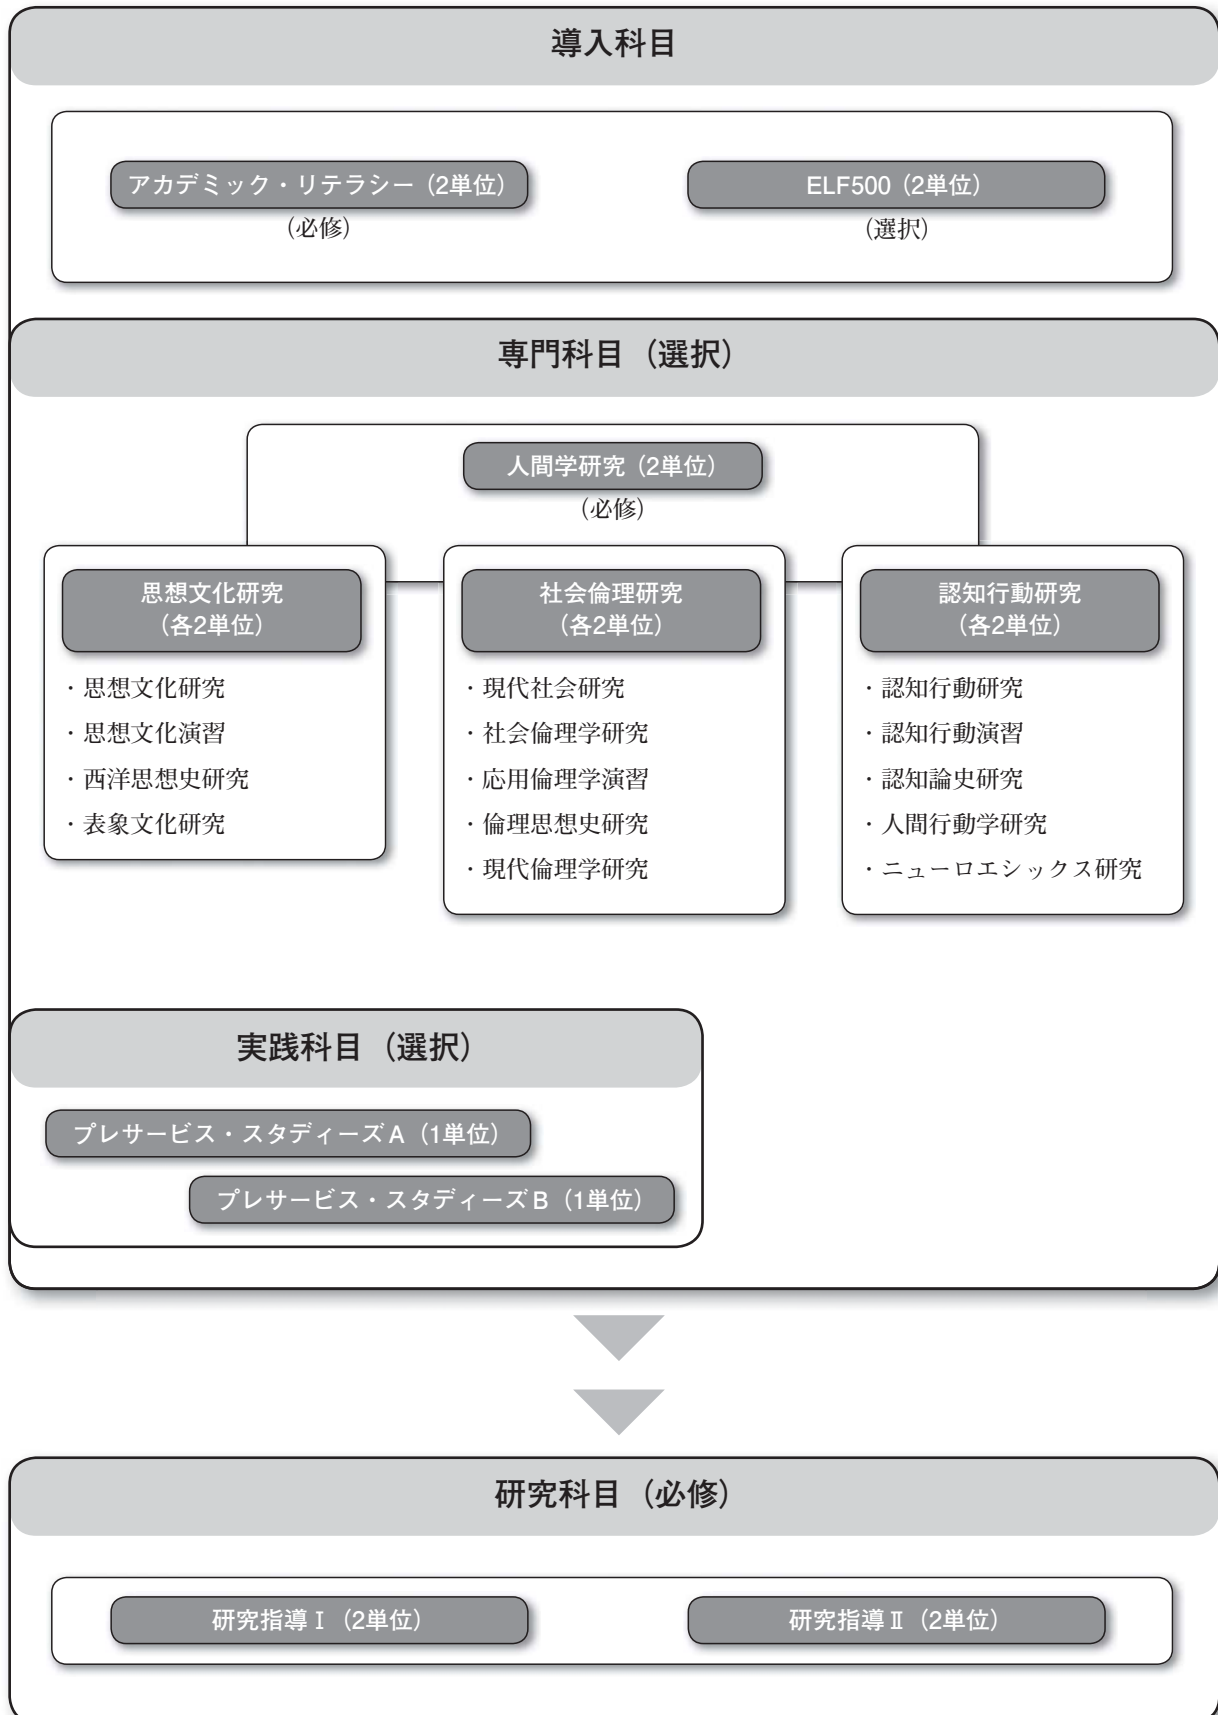 導入科目
アカデミック・リテラシー（2単位）
（必修）
ELF500（2単位）
（選択）
専門科目（選択）
人間学研究（2単位）
（必修）
思想文化研究
（各2単位）
・思想文化研究
・思想文化演習
・西洋思想史研究
・表象文化研究
社会倫理研究
（各2単位）
・現代社会研究
・社会倫理学研究
・応用倫理学演習
・倫理思想史研究
・現代倫理学研究
認知行動研究
（各2単位）
・認知行動研究
・認知行動演習
・認知論史研究
・人間行動学研究
・ニューロエシックス研究
実践科目（選択）
プレサービス・スタディーズA（1単位）
プレサービス・スタディーズB（1単位）
研究科目（必修）
研究指導Ⅰ（2単位）
研究指導Ⅱ（2単位）